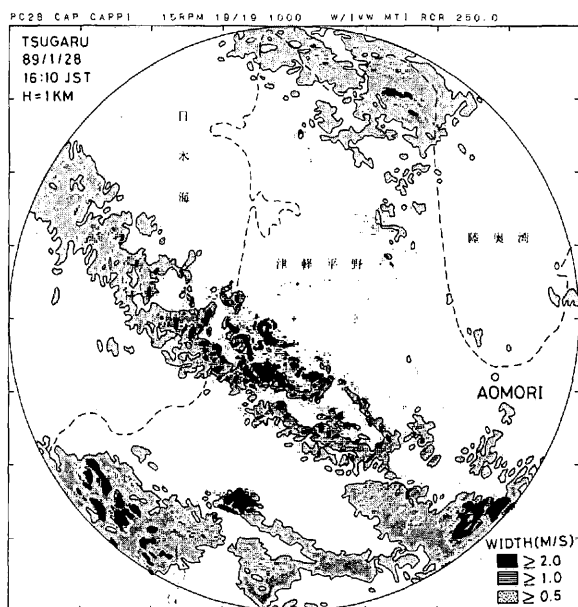 PC28 CAP CAPPI 15RPM 19/19 1000 W/IVW MTI RCR 250.0
TSUGARU
89/1/28
16:10 JST
H=1KM
日
水
海
陸奥湾
津軽平野
AOMORI
WIDTH(M/S)
≧2.0
≧1.0
≧0.5